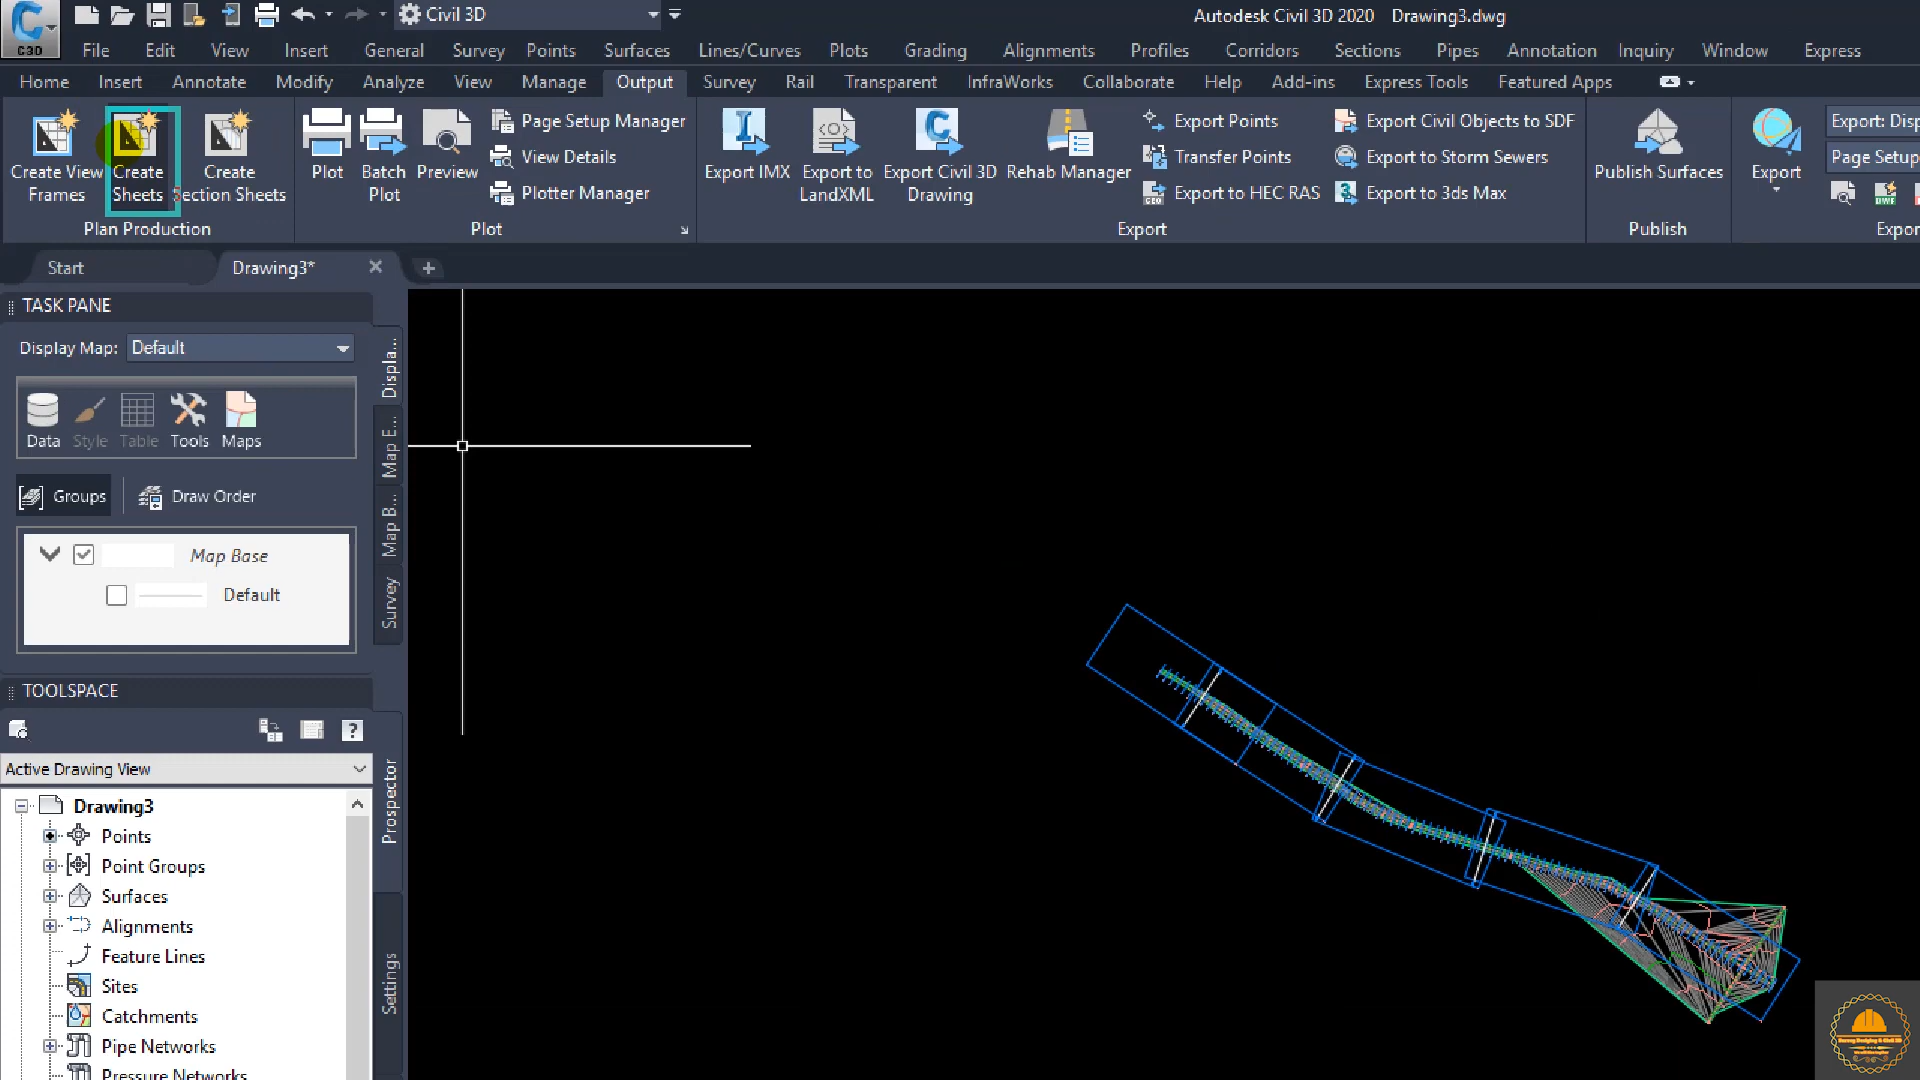 Civil 3D
Autodesk Civil 3D 2020 Drawing3.dwg
C3D
File Edit View Insert General Survey Points Surfaces Lines/Curves Plots Grading Alignments Profiles Corridors Sections Pipes Annotation Inquiry Window Express
Home Insert Annotate Modify Analyze View Manage Output Survey Rail Transparent InfraWorks Collaborate Help Add-ins Express Tools Featured Apps
Create View Frames
Create Sheets
Create Section Sheets
Plan Production
Plot
Batch Plot
Preview
Page Setup Manager
View Details
Plotter Manager
Plot
Export IMX
Export to LandXML
Export Civil 3D Drawing
Rehab Manager
Export Points
Transfer Points
Export to HEC RAS
Export Civil Objects to SDF
Export to Storm Sewers
Export to 3ds Max
Export
Publish Surfaces
Publish
Export
Export: Disp
Page Setup
DWF
Expor
Start
Drawing3*
TASK PANE
Display Map: Default
Data Style Table Tools Maps
Groups Draw Order
Map Base
Default
Displa...
Map E...
Map B...
Survey
TOOLSPACE
Active Drawing View
Drawing3
Points
Point Groups
Surfaces
Alignments
Feature Lines
Sites
Catchments
Pipe Networks
Pressure Networks
Prospector
Settings